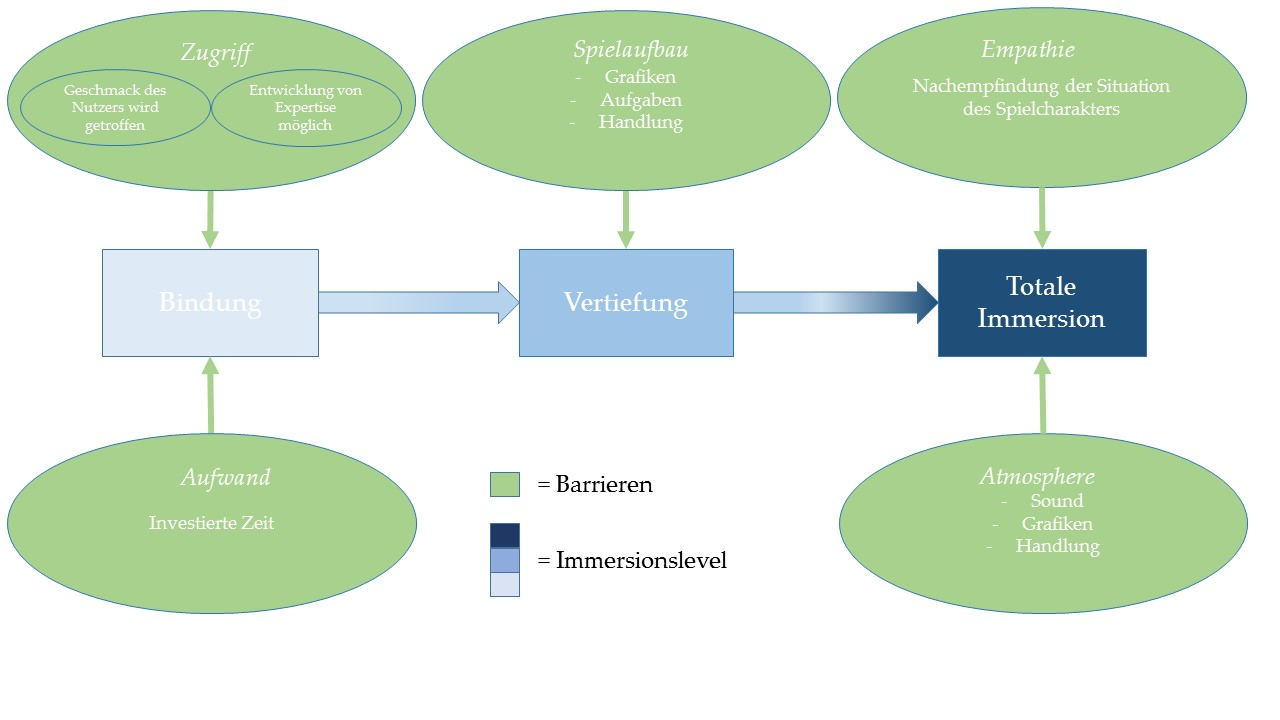 Zugriff
Geschmack des
Nutzers wird
getroffen
Entwicklung von
Expertise
möglich
Spielaufbau
- Grafiken
- Aufgaben
- Handlung
Empathie
Nachempfindung der Situation
des Spielcharakters
Bindung
Vertiefung
Totale
Immersion
Aufwand
Investierte Zeit
= Barrieren
= Immersionslevel
Atmosphere
- Sound
- Grafiken
- Handlung